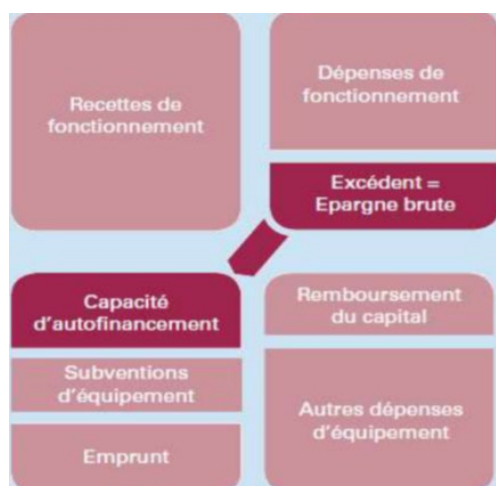 Recettes de
fonctionnement
Dépenses de
fonctionnement
Excédent =
Epargne brute
Capacité
d'autofinancement
Subventions
d'équipement
Emprunt
Remboursement
du capital
Autres dépenses
d'équipement